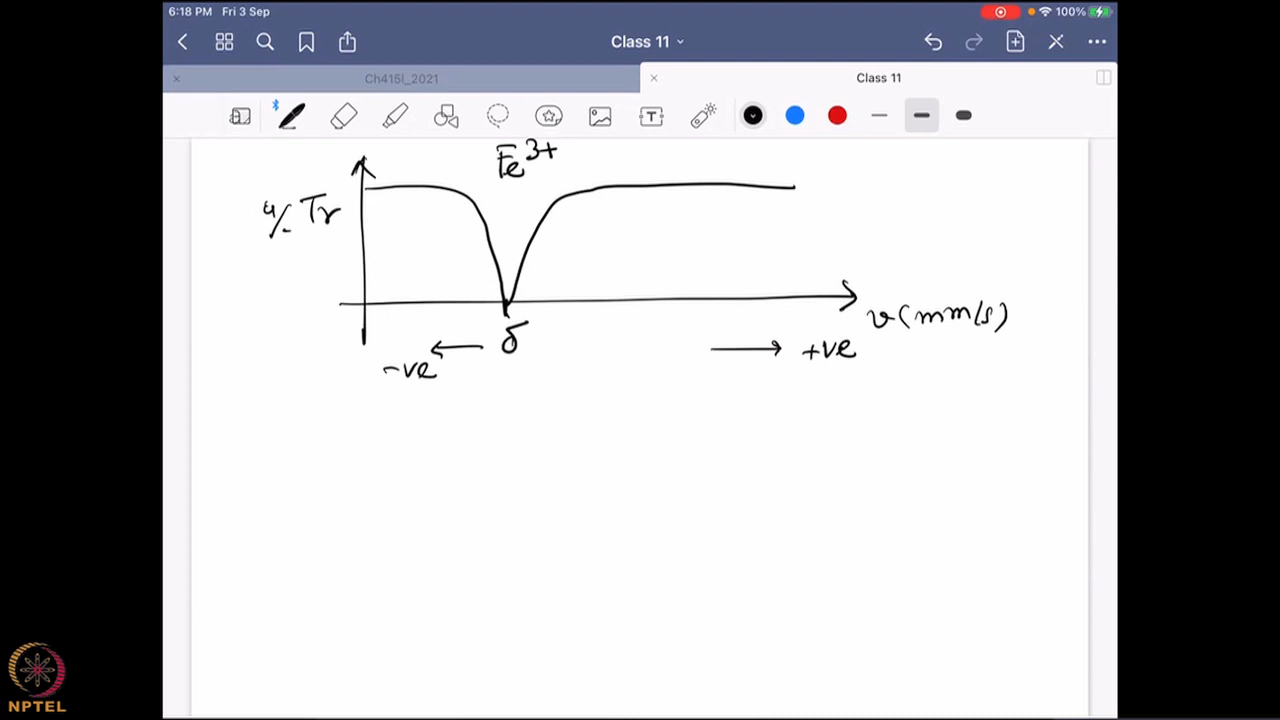 6:18 PM Fri 3 Sep
100%
Class 11
Ch415I_2021
Class 11
T
Fe3+
% Tr
v (mm/s)
δ
-ve
+ve
NPTEL